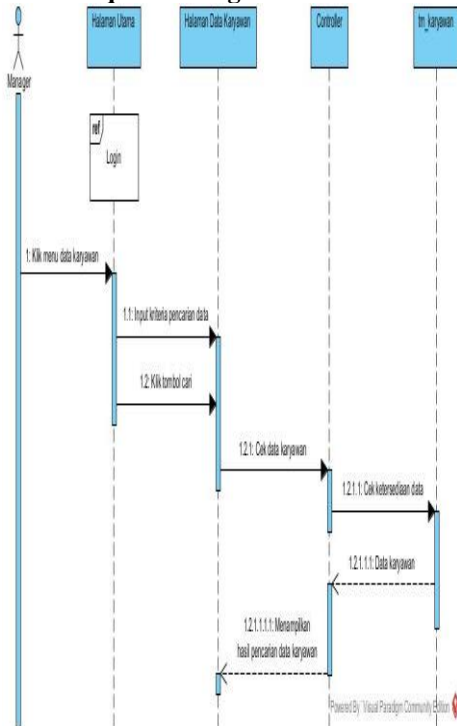 Halaman Utama
Halaman Data Karyawan
Controller
tm_karyawan
Manager
ref
Login
1: Klik menu data karyawan
1.1: Input kriteria pencarian data
1.2: Klik tombol cari
1.2.1: Cek data karyawan
1.2.1.1: Cek ketersediaan data
1.2.1.1.1: Data karyawan
1.2.1.1.1.1: Menampilkan
hasil pencarian data karyawan
Powered By Visual Paradigm Community Edition